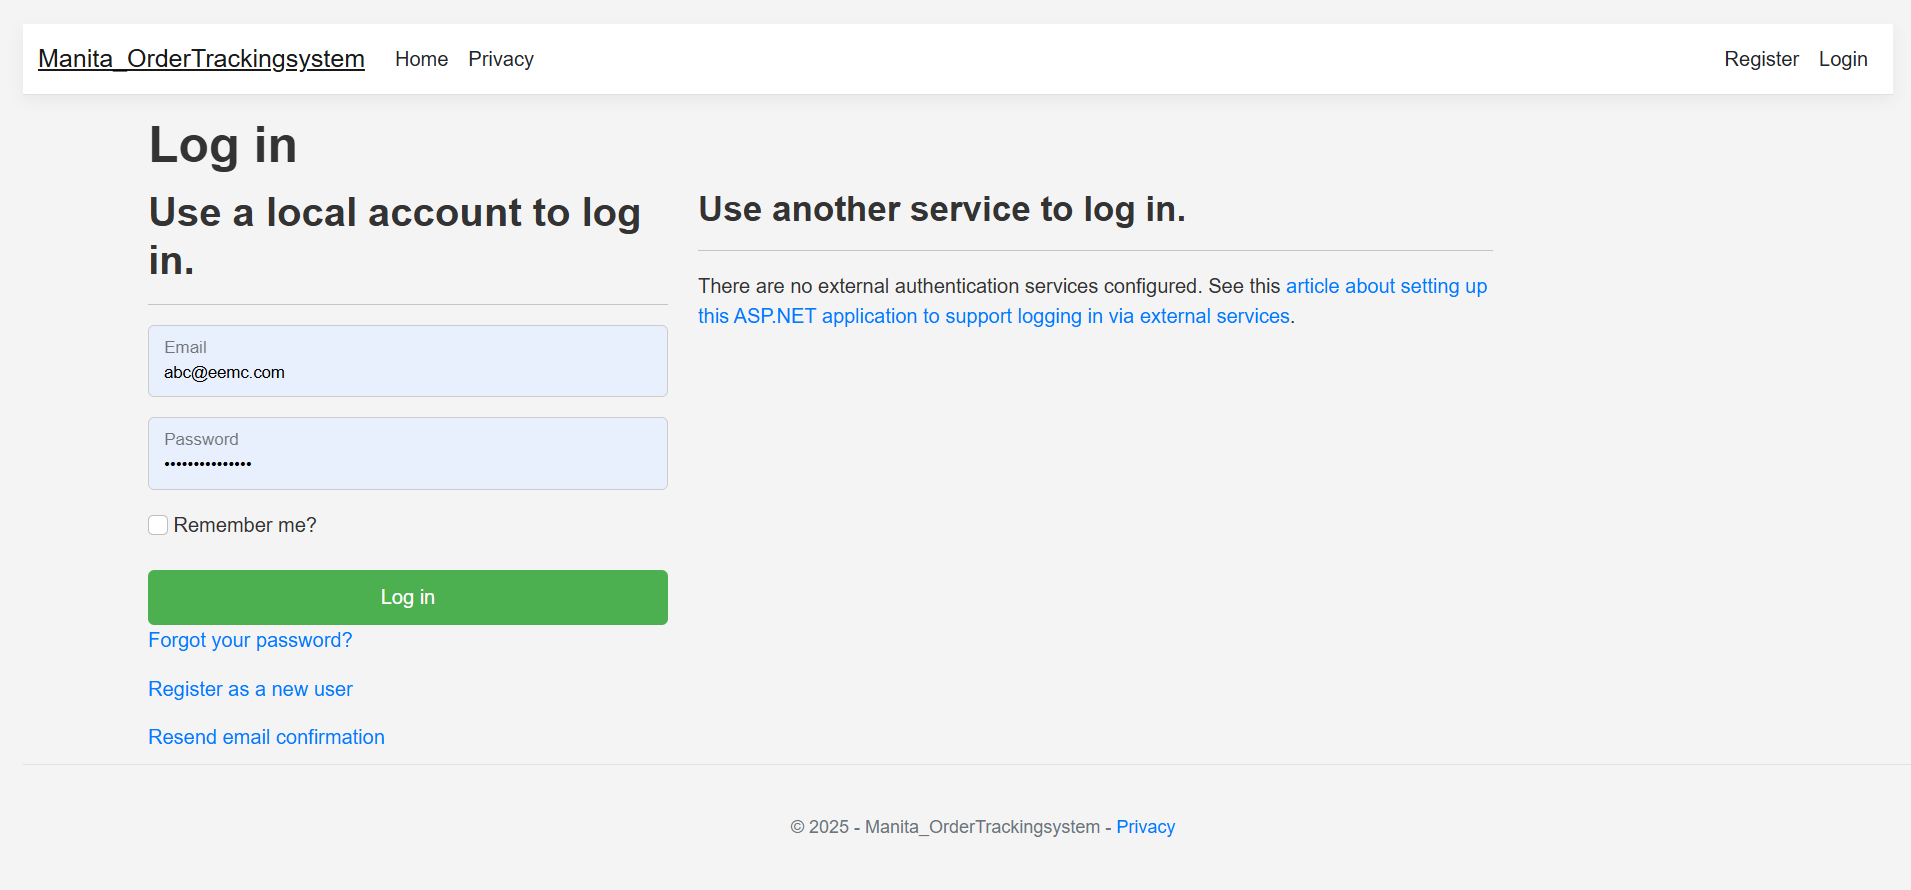 Manita_OrderTrackingsystem Home Privacy Register Login
Log in
Use a local account to log
in.
Email
abc@eemc.com
Password
•••••••••••••••
Remember me?
Log in
Forgot your password?
Register as a new user
Resend email confirmation
Use another service to log in.
There are no external authentication services configured. See this article about setting up
this ASP.NET application to support logging in via external services.
© 2025 - Manita_OrderTrackingsystem - Privacy